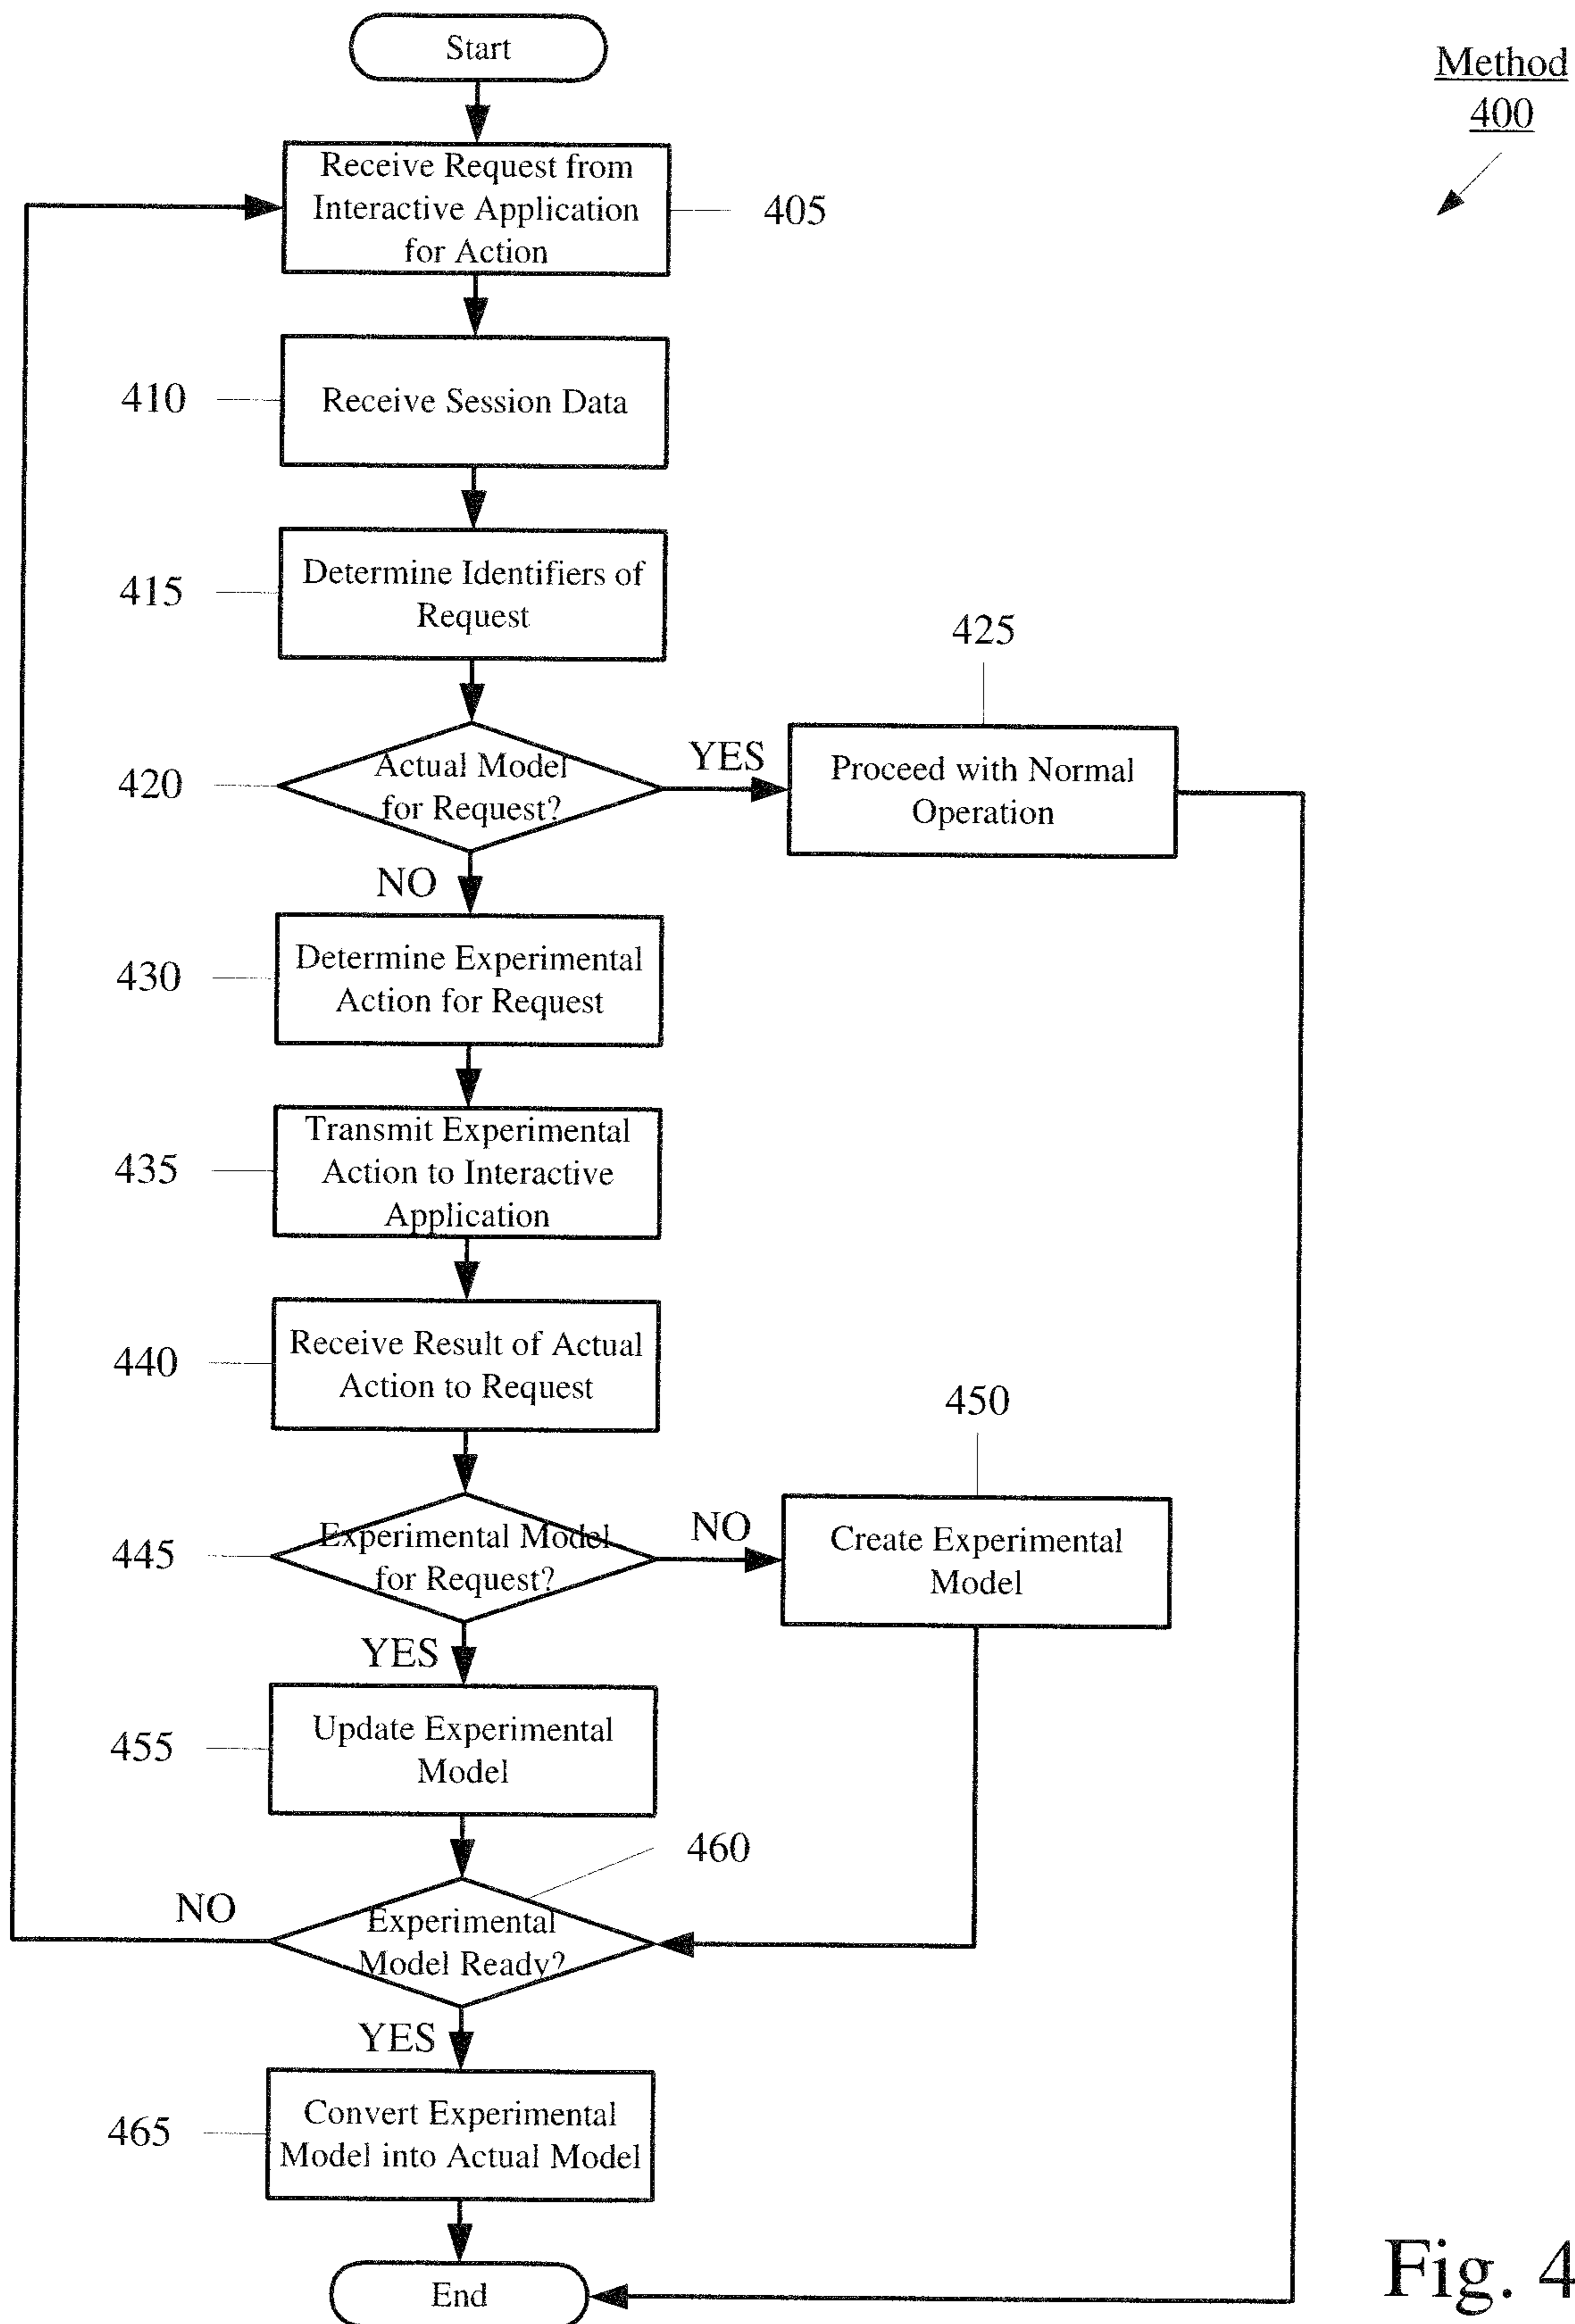 Start
Method
400
Receive Request from
Interactive Application
for Action
405
410
Receive Session Data
415
Determine Identifiers of
Request
420
Actual Model
for Request?
YES
425
Proceed with Normal
Operation
NO
430
Determine Experimental
Action for Request
435
Transmit Experimental
Action to Interactive
Application
440
Receive Result of Actual
Action to Request
445
Experimental Model
for Request?
NO
450
Create Experimental
Model
YES
455
Update Experimental
Model
460
NO
Experimental
Model Ready?
YES
465
Convert Experimental
Model into Actual Model
End
Fig. 4